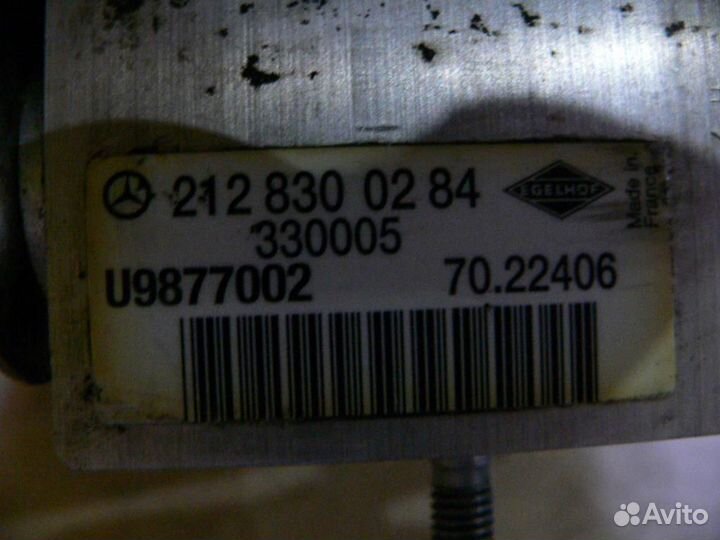 212 830 02 84
EGELHOF
Made in
France
330005
U9877002
70.22406
Avito